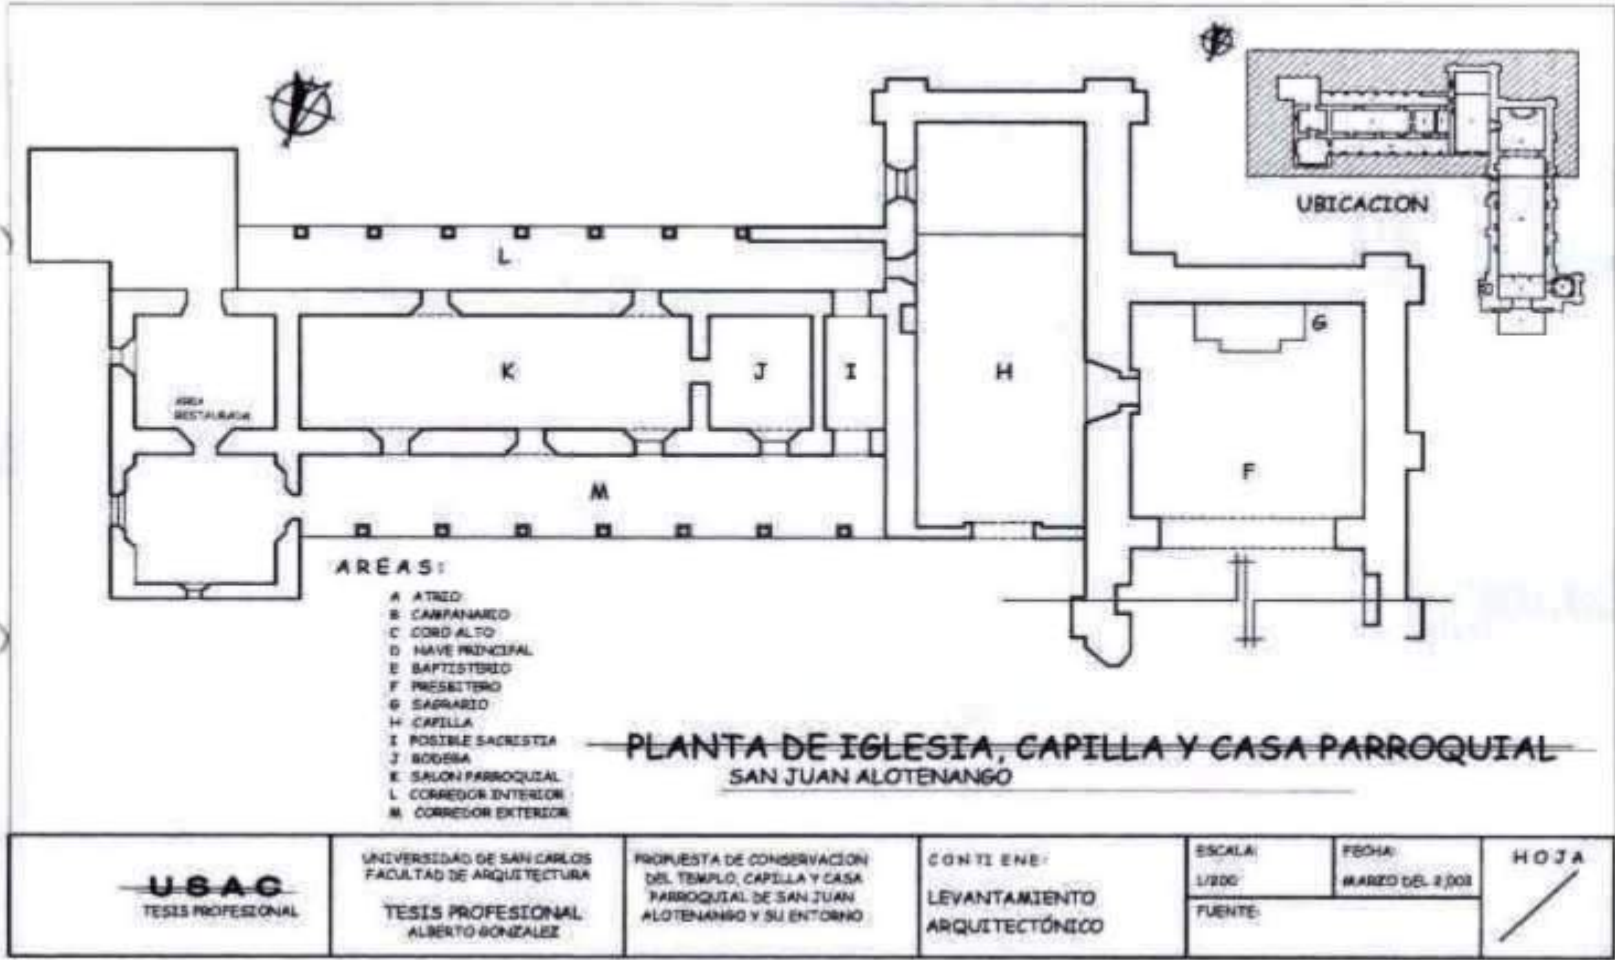 UBICACION
L
G
K
J
I
H
AREA
RESTAURADA
F
M
AREAS:
A ATRIO
B CAMPANARIO
C CORO ALTO
D NAVE PRINCIPAL
E BAPTISTERIO
F PRESBITERO
G SAGRARIO
H CAPILLA
I POSIBLE SACRISTIA
J BODEGA
K SALON PARROQUIAL
L CORREDOR INTERIOR
M CORREDOR EXTERIOR
PLANTA DE IGLESIA, CAPILLA Y CASA PARROQUIAL
SAN JUAN ALOTENANGO
USAC
TESIS PROFESIONAL
UNIVERSIDAD DE SAN CARLOS
FACULTAD DE ARQUITECTURA
TESIS PROFESIONAL
ALBERTO GONZALEZ
PROPUESTA DE CONSERVACION
DEL TEMPLO, CAPILLA Y CASA
PARROQUIAL DE SAN JUAN
ALOTENANGO Y SU ENTORNO
CONTIENE:
LEVANTAMIENTO
ARQUITECTÓNICO
ESCALA:
1/200
FECHA:
MARZO DEL
FUENTE:
HOJA